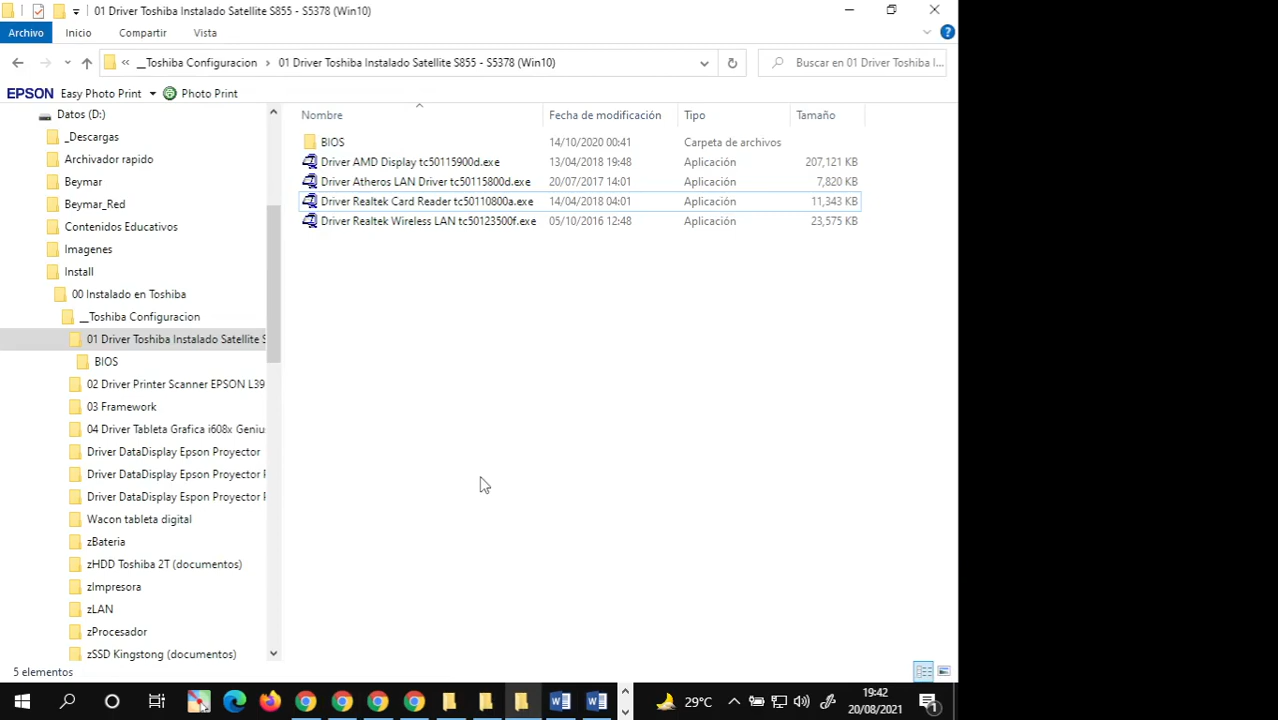 01 Driver Toshiba Instalado Satellite S855 - S5378 (Win10)
Archivo Inicio Compartir Vista
« __Toshiba Configuracion > 01 Driver Toshiba Instalado Satellite S855 - S5378 (Win10) Buscar en 01 Driver Toshiba I...
EPSON Easy Photo Print Photo Print
Nombre Fecha de modificación Tipo Tamaño
BIOS 14/10/2020 00:41 Carpeta de archivos
Driver AMD Display tc50115900d.exe 13/04/2018 19:48 Aplicación 207,121 KB
Driver Atheros LAN Driver tc50115800d.exe 20/07/2017 14:01 Aplicación 7,820 KB
Driver Realtek Card Reader tc50110800a.exe 14/04/2018 04:01 Aplicación 11,343 KB
Driver Realtek Wireless LAN tc50123500f.exe 05/10/2016 12:48 Aplicación 23,575 KB
Datos (D:)
_Descargas
Archivador rapido
Beymar
Beymar_Red
Contenidos Educativos
Imagenes
Install
00 Instalado en Toshiba
__Toshiba Configuracion
01 Driver Toshiba Instalado Satellite S
BIOS
02 Driver Printer Scanner EPSON L39
03 Framework
04 Driver Tableta Grafica i608x Genius
Driver DataDisplay Epson Proyector
Driver DataDisplay Epson Proyector P
Driver DataDisplay Espon Proyector P
Wacon tableta digital
zBateria
zHDD Toshiba 2T (documentos)
zImpresora
zLAN
zProcesador
zSSD Kingstong (documentos)
5 elementos
29°C 19:42
20/08/2021
1